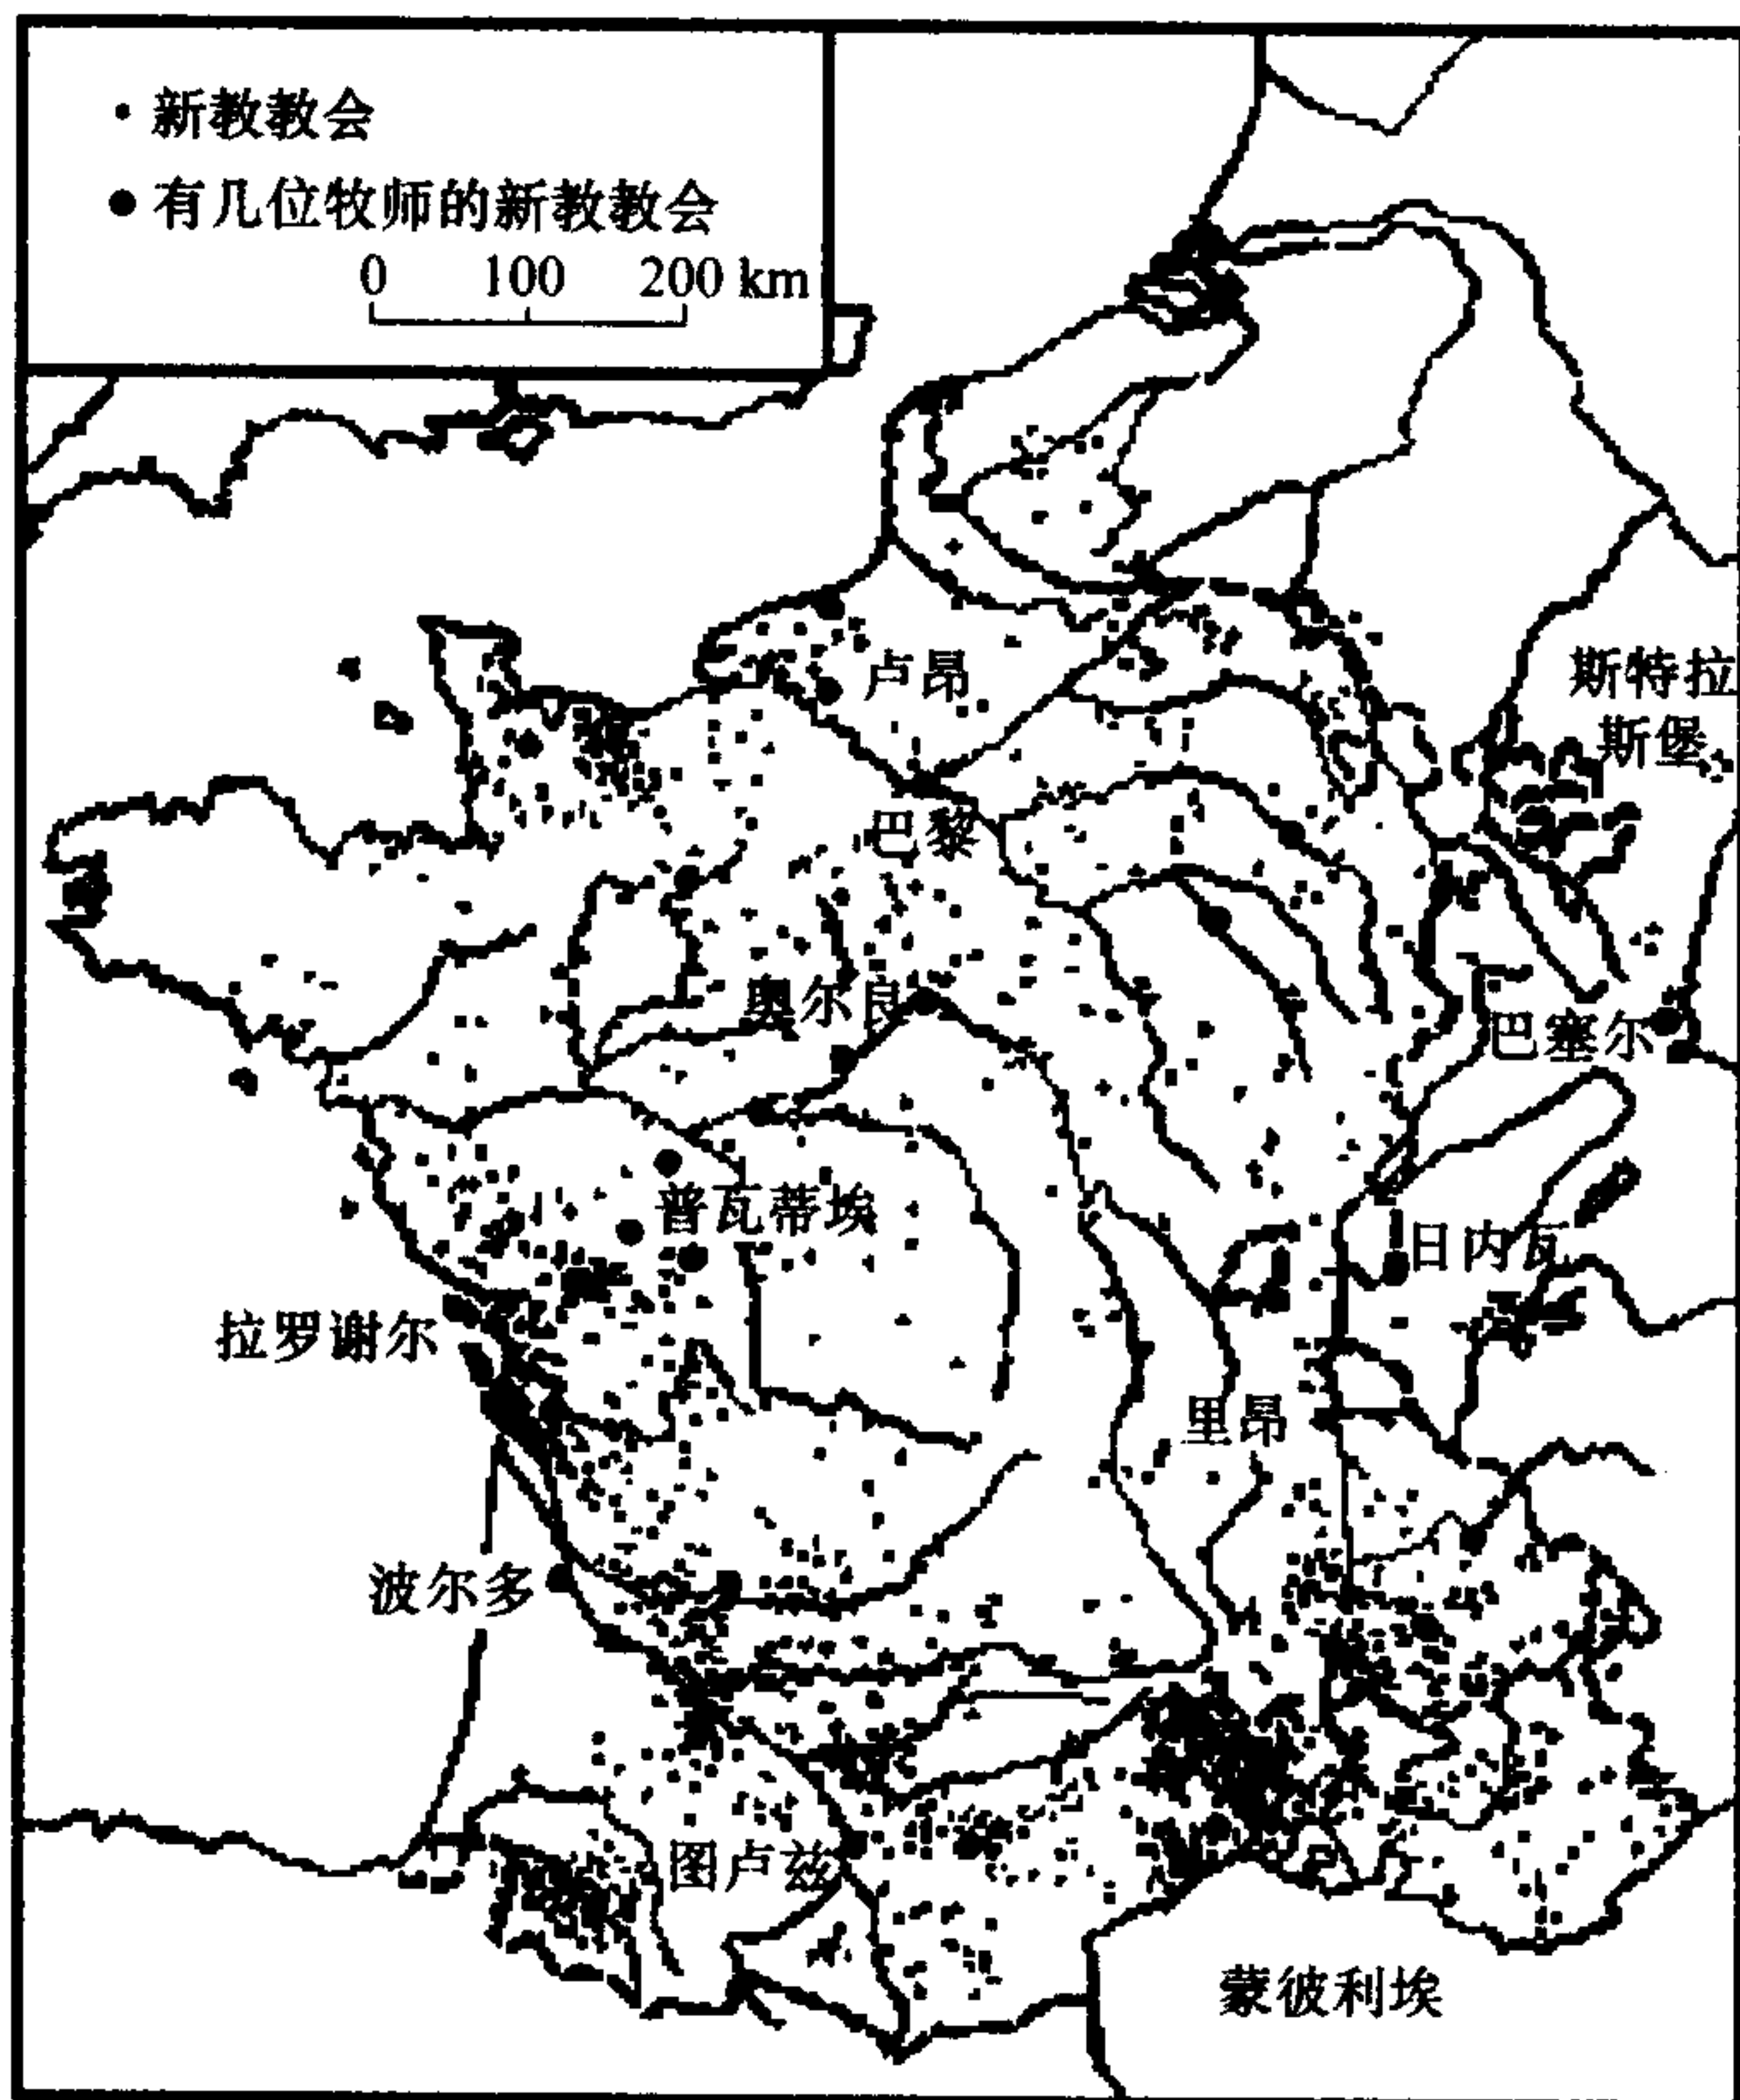 新教教会
有几位牧师的新教教会
0 100 200 km
卢昂
斯特拉
斯堡
巴黎
奥尔良
巴塞尔
普瓦蒂埃
日内瓦
拉罗谢尔
里昂
波尔多
图卢兹
蒙彼利埃